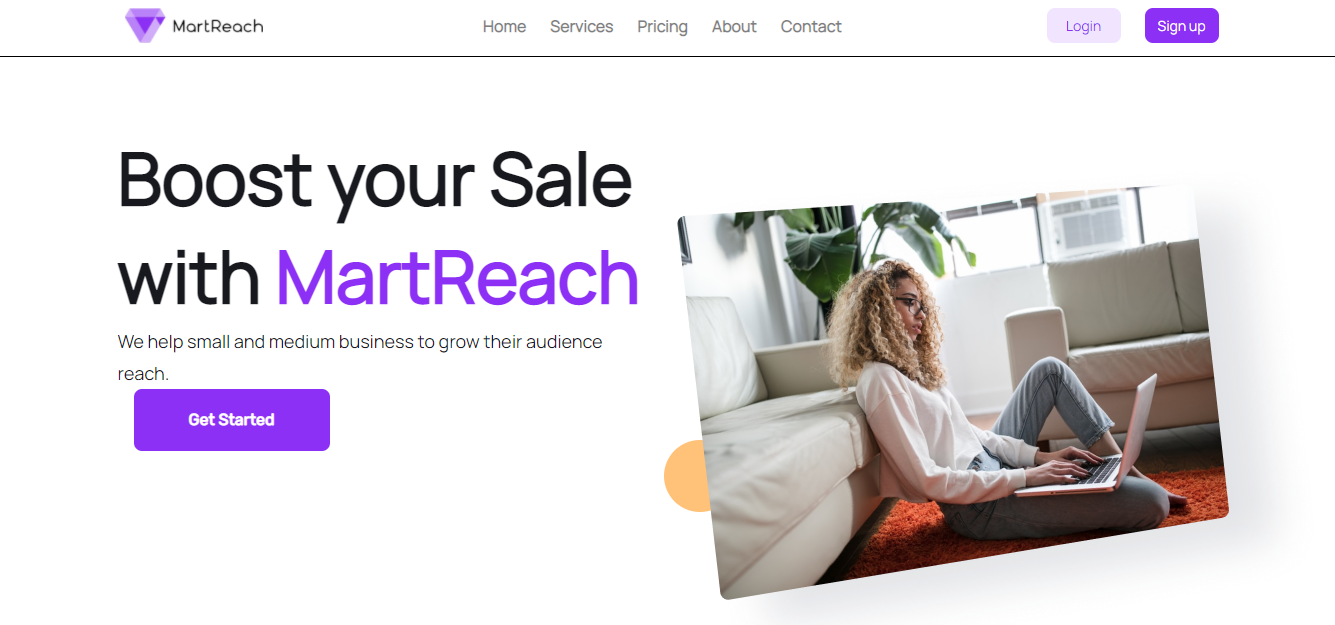 MartReach
Home Services Pricing About Contact
Login
Sign up
Boost your Sale
with MartReach
We help small and medium business to grow their audience
reach.
Get Started